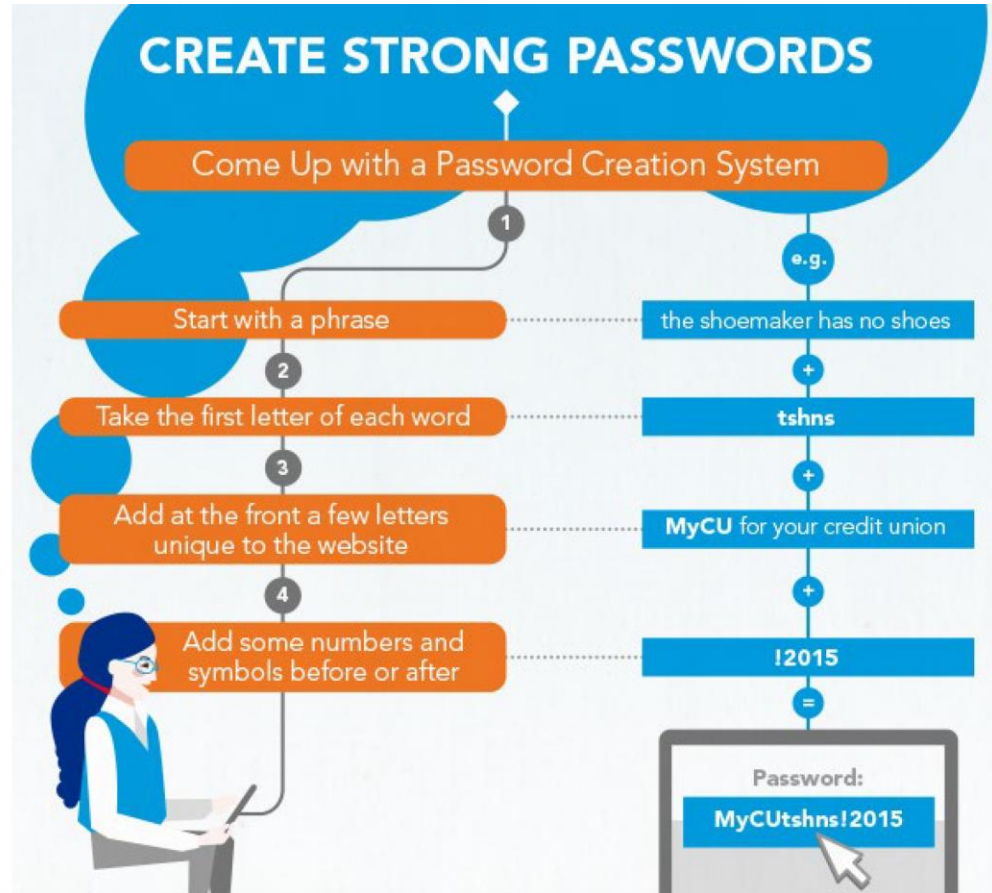 CREATE STRONG PASSWORDS
Come Up with a Password Creation System
1
e.g.
Start with a phrase
the shoemaker has no shoes
2
+
Take the first letter of each word
tshns
3
+
Add at the front a few letters
unique to the website
MyCU for your credit union
4
+
Add some numbers and
symbols before or after
!2015
=
Password:
MyCUtshns!2015